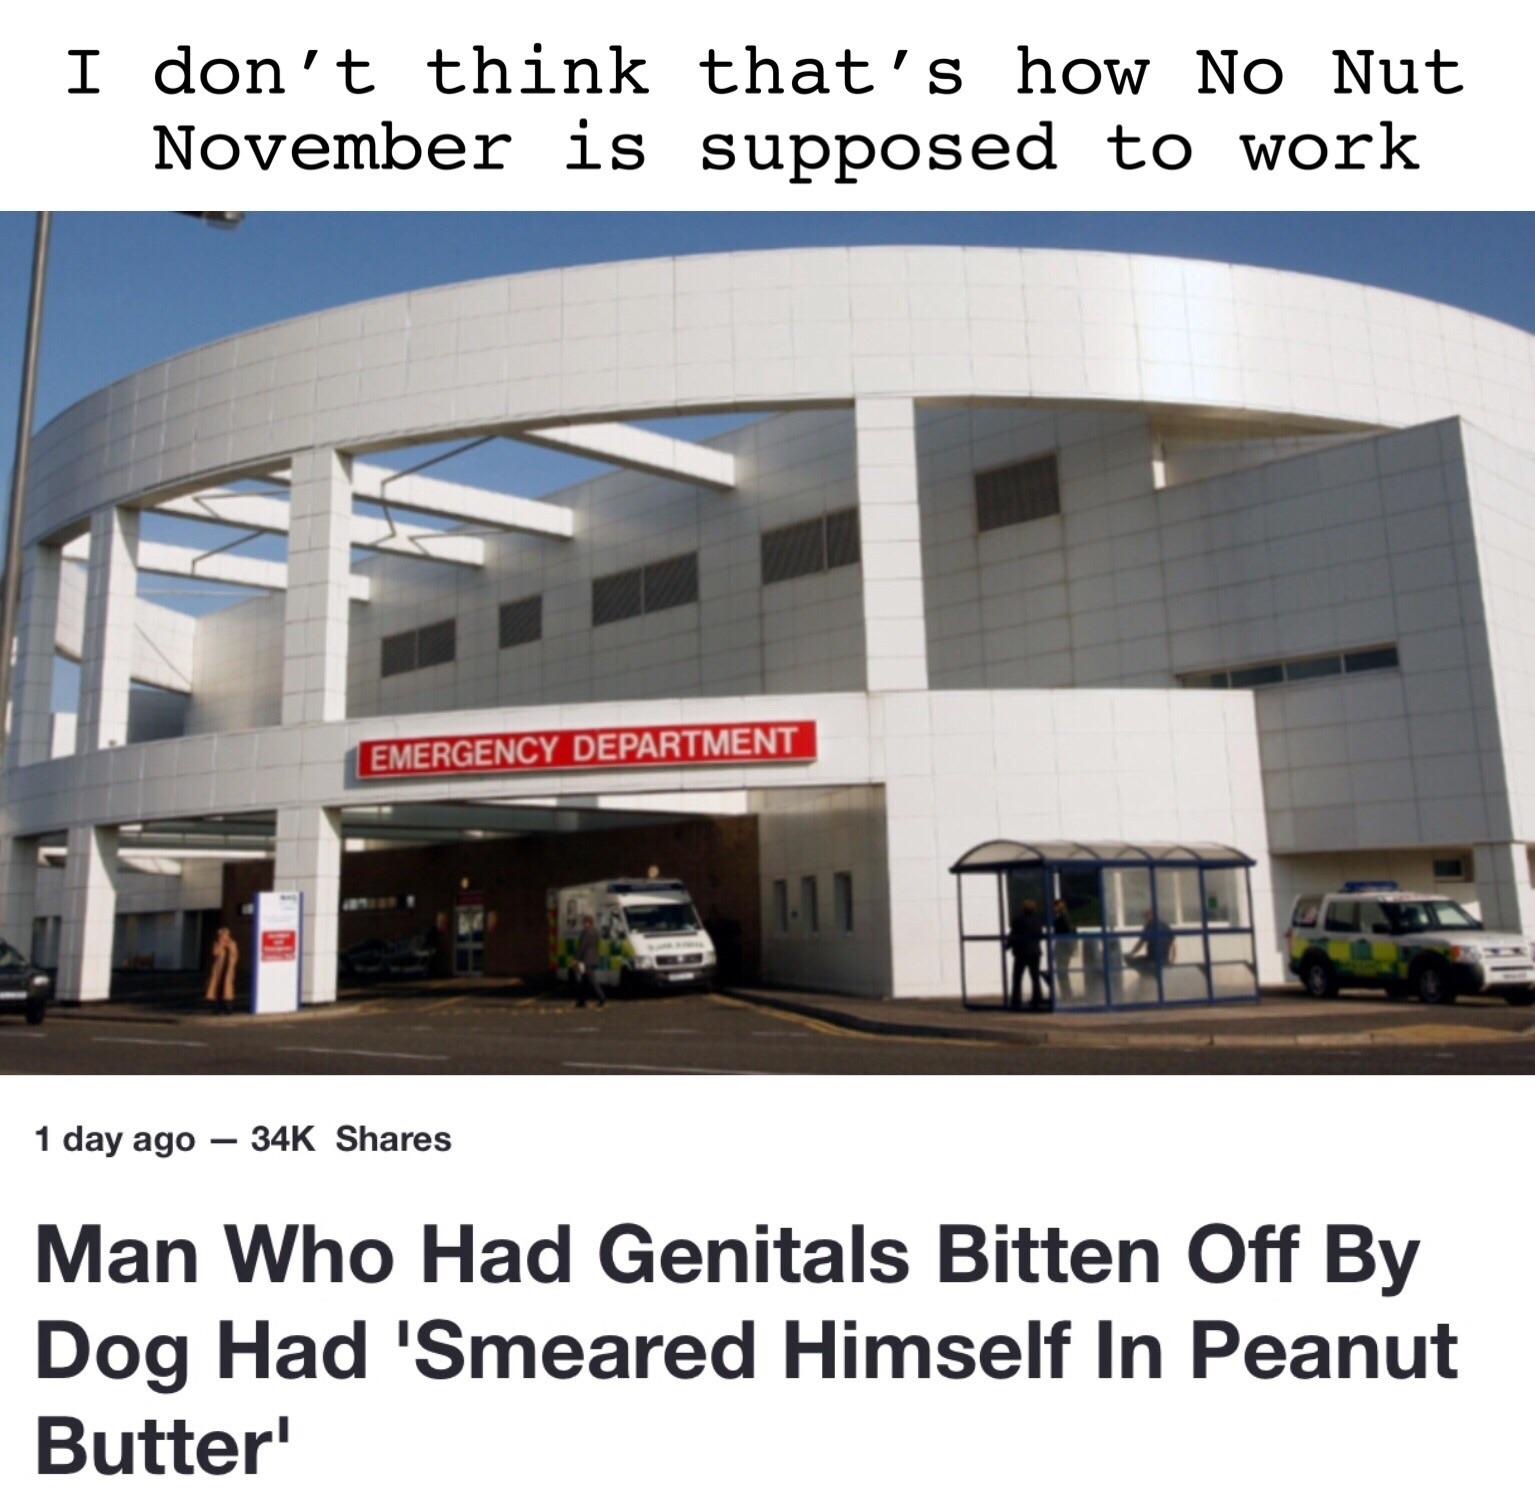 I don’t think that’s how No Nut
November is supposed to work
EMERGENCY DEPARTMENT
1 day ago — 34K Shares
Man Who Had Genitals Bitten Off By
Dog Had 'Smeared Himself In Peanut
Butter'